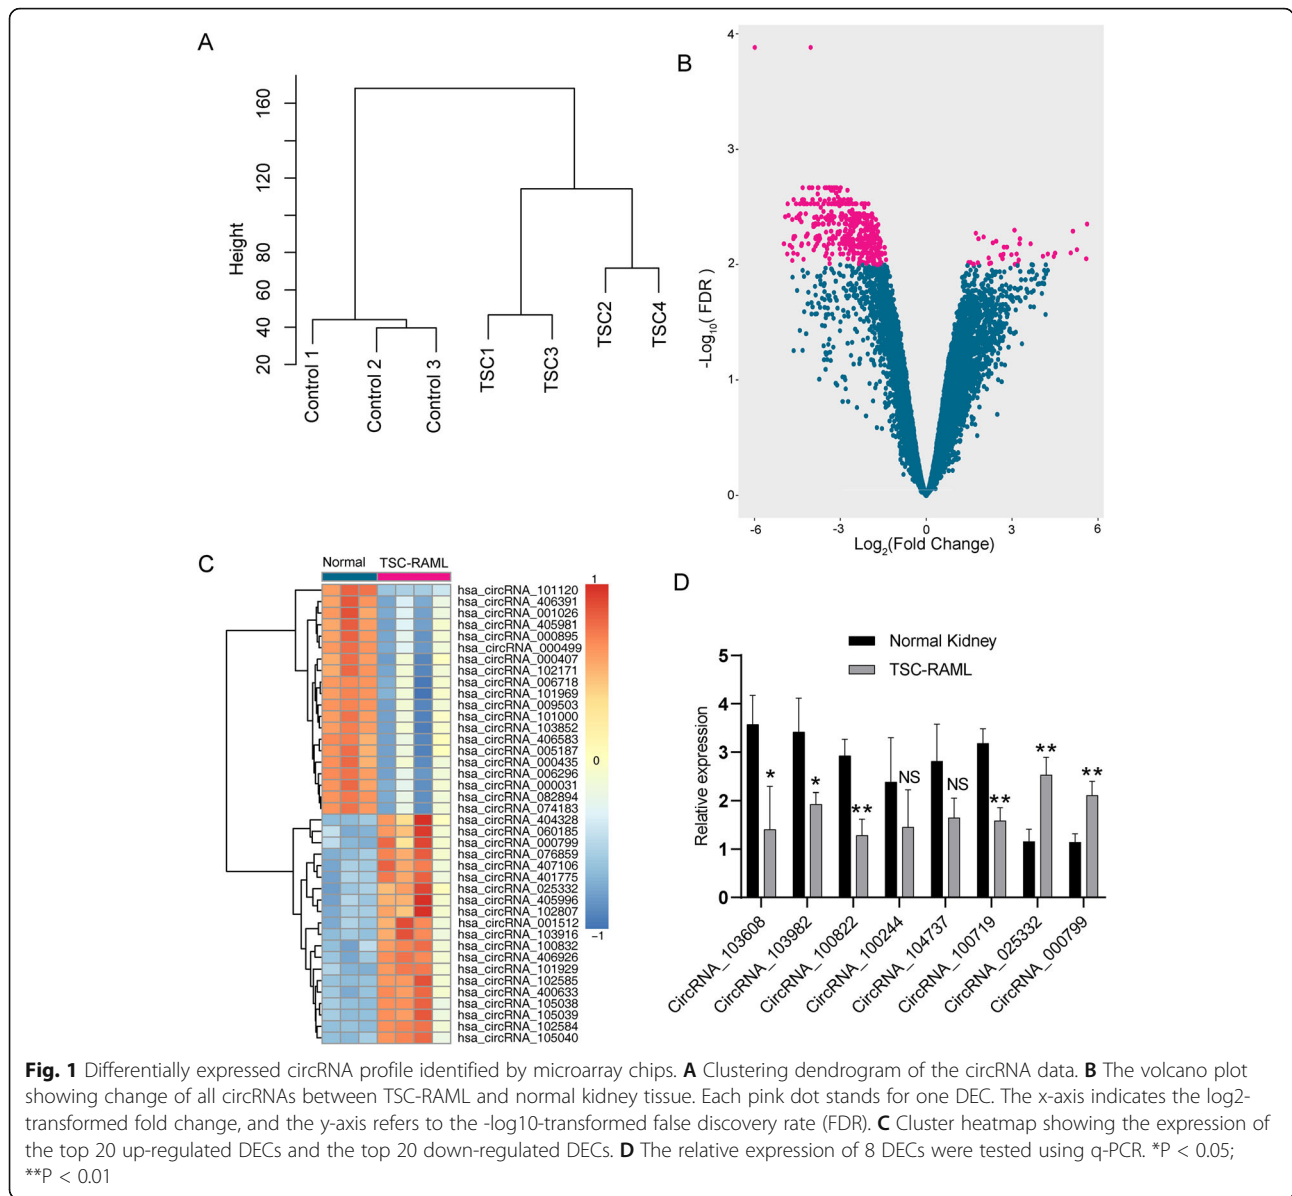 A
Height
20
40
60
80
120
160
Control 1
Control 2
Control 3
TSC1
TSC3
TSC2
TSC4
B
-Log10( FDR )
4
3
2
1
0
-6
-3
0
3
6
Log2(Fold Change)
C
Normal
TSC-RAML
hsa_circRNA_101120
hsa_circRNA_406391
hsa_circRNA_001026
hsa_circRNA_405981
hsa_circRNA_000895
hsa_circRNA_000499
hsa_circRNA_000407
hsa_circRNA_102171
hsa_circRNA_006718
hsa_circRNA_101969
hsa_circRNA_009503
hsa_circRNA_101000
hsa_circRNA_103852
hsa_circRNA_406583
hsa_circRNA_005187
hsa_circRNA_000435
hsa_circRNA_006296
hsa_circRNA_000031
hsa_circRNA_082894
hsa_circRNA_074183
hsa_circRNA_404328
hsa_circRNA_060185
hsa_circRNA_000799
hsa_circRNA_076859
hsa_circRNA_407106
hsa_circRNA_401775
hsa_circRNA_025332
hsa_circRNA_405996
hsa_circRNA_102807
hsa_circRNA_001512
hsa_circRNA_103916
hsa_circRNA_100832
hsa_circRNA_406926
hsa_circRNA_101929
hsa_circRNA_102585
hsa_circRNA_400633
hsa_circRNA_105038
hsa_circRNA_105039
hsa_circRNA_102584
hsa_circRNA_105040
1
0
−1
D
Normal Kidney
TSC-RAML
Relative expression
5
4
3
2
1
0
*
*
**
NS
NS
**
**
**
CircRNA_103608
CircRNA_103982
CircRNA_100822
CircRNA_100244
CircRNA_104737
CircRNA_100719
CircRNA_025332
CircRNA_000799
Fig. 1 Differentially expressed circRNA profile identified by microarray chips. A Clustering dendrogram of the circRNA data. B The volcano plot
showing change of all circRNAs between TSC-RAML and normal kidney tissue. Each pink dot stands for one DEC. The x-axis indicates the log2-
transformed fold change, and the y-axis refers to the -log10-transformed false discovery rate (FDR). C Cluster heatmap showing the expression of
the top 20 up-regulated DECs and the top 20 down-regulated DECs. D The relative expression of 8 DECs were tested using q-PCR. *P < 0.05;
**P < 0.01